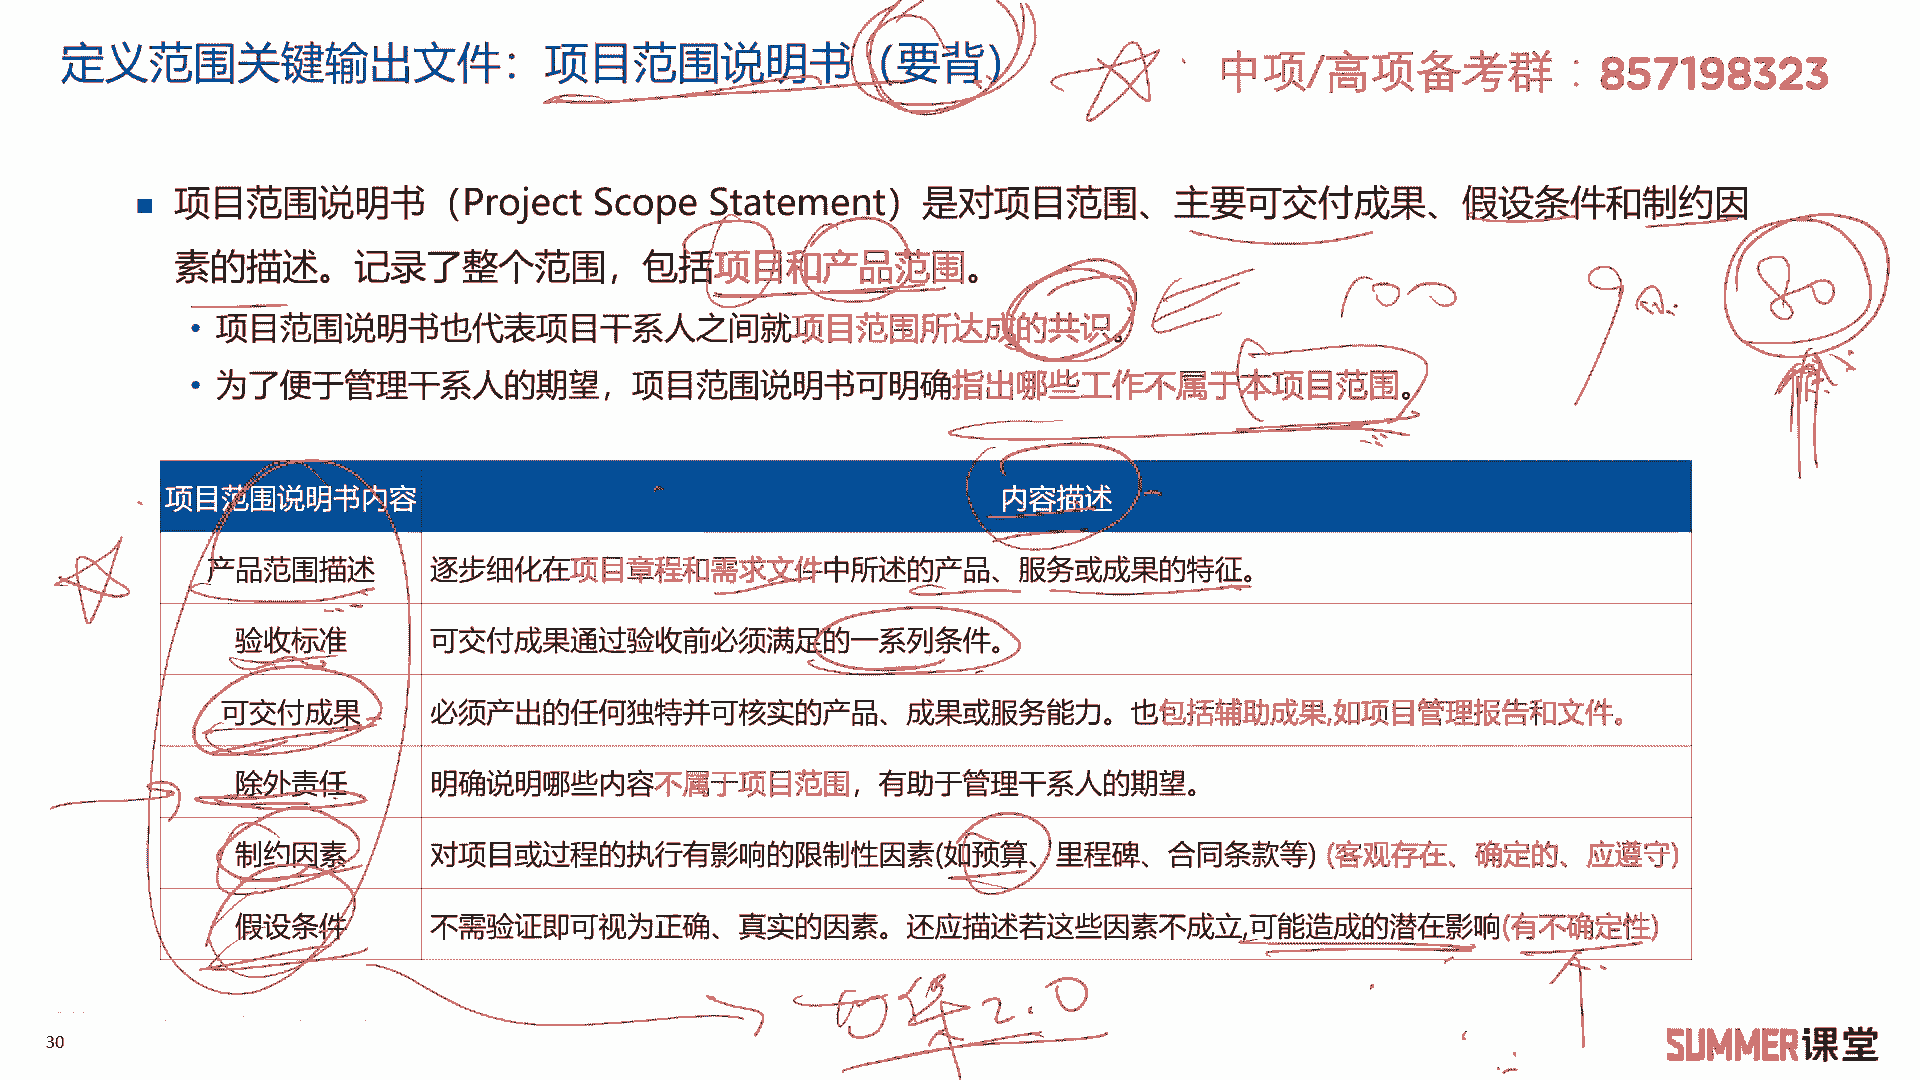 定义范围关键输出文件：项目范围说明书（要背）
中项/高项备考群：857198323
■ 项目范围说明书（Project Scope Statement）是对项目范围、主要可交付成果、假设条件和制约因
素的描述。记录了整个范围，包括项目和产品范围。
• 项目范围说明书也代表项目干系人之间就项目范围所达成的共识。
• 为了便于管理干系人的期望，项目范围说明书可明确指出哪些工作不属于本项目范围。
100
80
项目范围说明书内容 内容描述
产品范围描述 逐步细化在项目章程和需求文件中所述的产品、服务或成果的特征。
验收标准 可交付成果通过验收前必须满足的一系列条件。
可交付成果 必须产出的任何独特并可核实的产品、成果或服务能力。也包括辅助成果,如项目管理报告和文件。
除外责任 明确说明哪些内容不属于项目范围，有助于管理干系人的期望。
制约因素 对项目或过程的执行有影响的限制性因素(如预算、里程碑、合同条款等) (客观存在、确定的、应遵守)
假设条件 不需验证即可视为正确、真实的因素。还应描述若这些因素不成立,可能造成的潜在影响(有不确定性)
2.0
30
SUMMER课堂